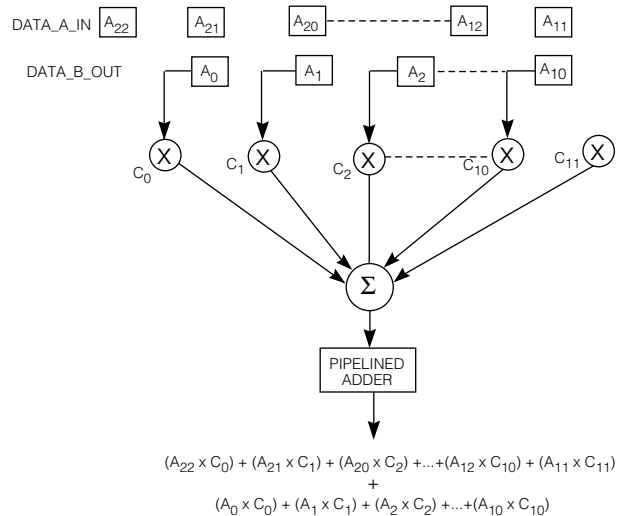 DATA_A_IN A₂₂ A₂₁ A₂₀ A₁₂ A₁₁
DATA_B_OUT A₀ A₁ A₂ A₁₀
X X X X X
C₀ C₁ C₂ C₁₀ C₁₁
Σ
PIPELINED
ADDER
(A₂₂ x C₀) + (A₂₁ x C₁) + (A₂₀ x C₂) +...+(A₁₂ x C₁₀) + (A₁₁ x C₁₁)
+
(A₀ x C₀) + (A₁ x C₁) + (A₂ x C₂) +...+(A₁₀ x C₁₀)